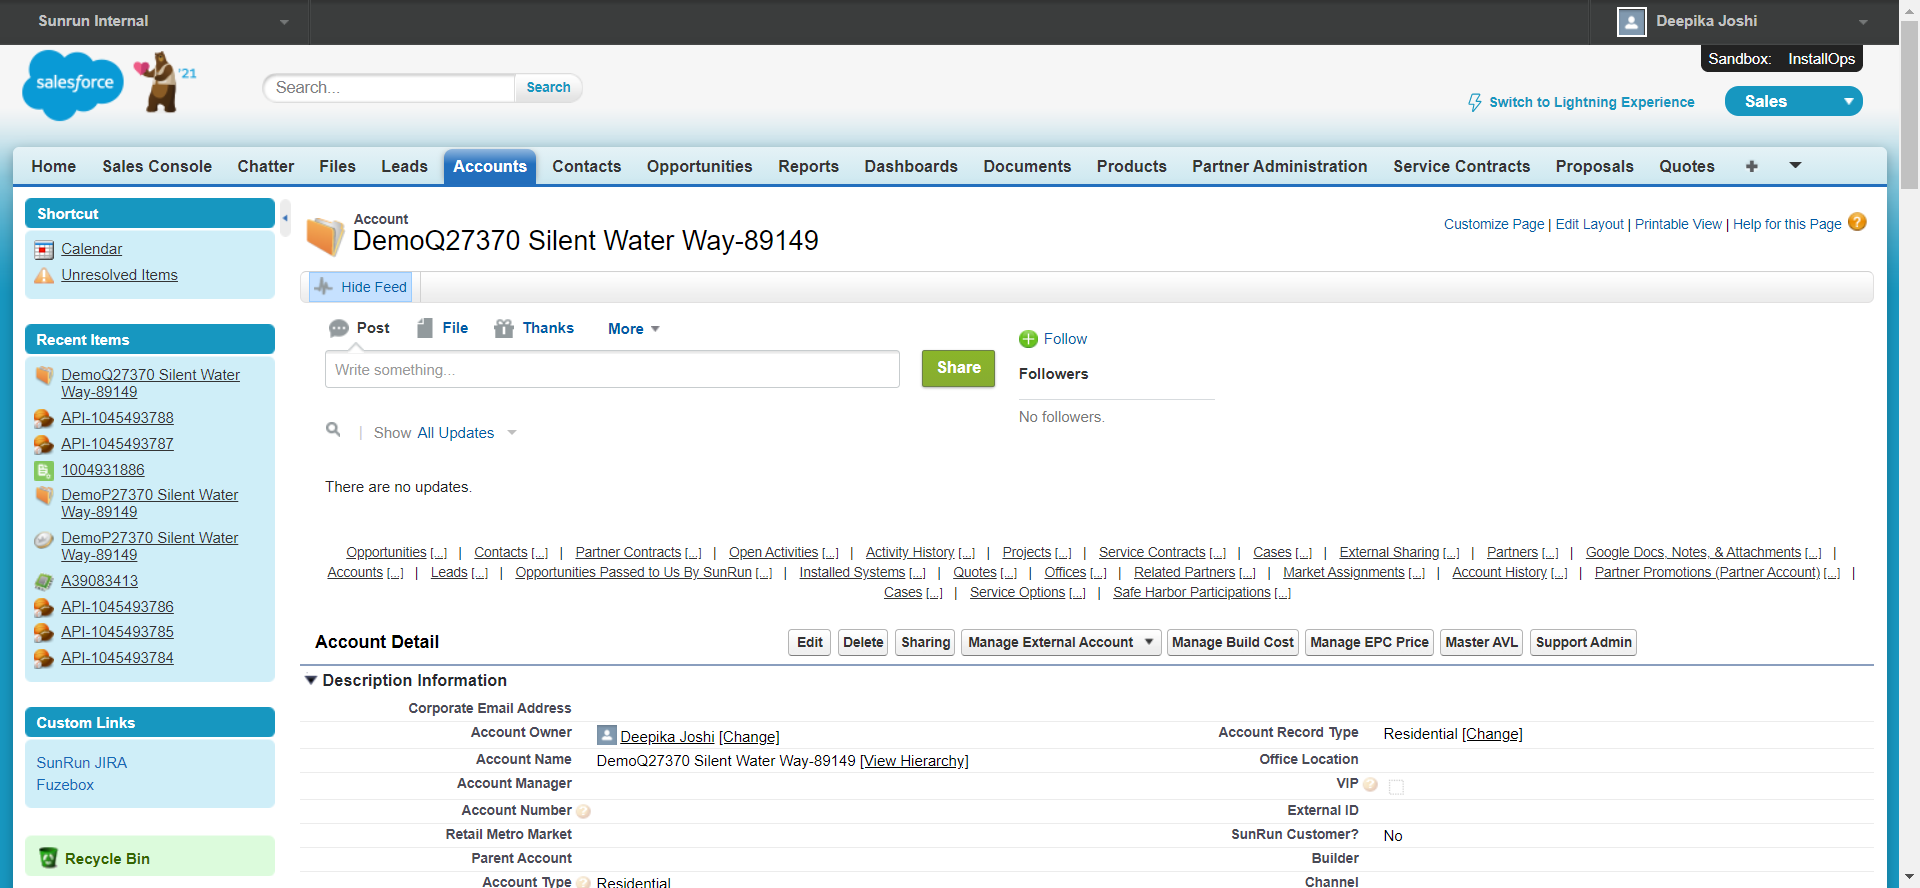 Sunrun Internal
Deepika Joshi
Sandbox: InstallOps
salesforce
'21
Search...
Search
Switch to Lightning Experience
Sales
Home Sales Console Chatter Files Leads Accounts Contacts Opportunities Reports Dashboards Documents Products Partner Administration Service Contracts Proposals Quotes +
Shortcut
Calendar
Unresolved Items
Recent Items
DemoQ27370 Silent Water
Way-89149
API-1045493788
API-1045493787
1004931886
DemoP27370 Silent Water
Way-89149
DemoP27370 Silent Water
Way-89149
A39083413
API-1045493786
API-1045493785
API-1045493784
Custom Links
SunRun JIRA
Fuzebox
Recycle Bin
Account
DemoQ27370 Silent Water Way-89149
Customize Page | Edit Layout | Printable View | Help for this Page ?
Hide Feed
Post File Thanks More
Write something...
Share
Follow
Followers
No followers.
| Show All Updates
There are no updates.
Opportunities [...] | Contacts [...] | Partner Contracts [...] | Open Activities [...] | Activity History [...] | Projects [...] | Service Contracts [...] | Cases [...] | External Sharing [...] | Partners [...] | Google Docs, Notes, & Attachments [...] |
Accounts [...] | Leads [...] | Opportunities Passed to Us By SunRun [...] | Installed Systems [...] | Quotes [...] | Offices [...] | Related Partners [...] | Market Assignments [...] | Account History [...] | Partner Promotions (Partner Account) [...] |
Cases [...] | Service Options [...] | Safe Harbor Participations [...]
Account Detail
Edit Delete Sharing Manage External Account Manage Build Cost Manage EPC Price Master AVL Support Admin
Description Information
Corporate Email Address
Account Owner Deepika Joshi [Change] Account Record Type Residential [Change]
Account Name DemoQ27370 Silent Water Way-89149 [View Hierarchy] Office Location
Account Manager VIP ?
Account Number ? External ID
Retail Metro Market SunRun Customer? No
Parent Account Builder
Account Type ? Residential Channel